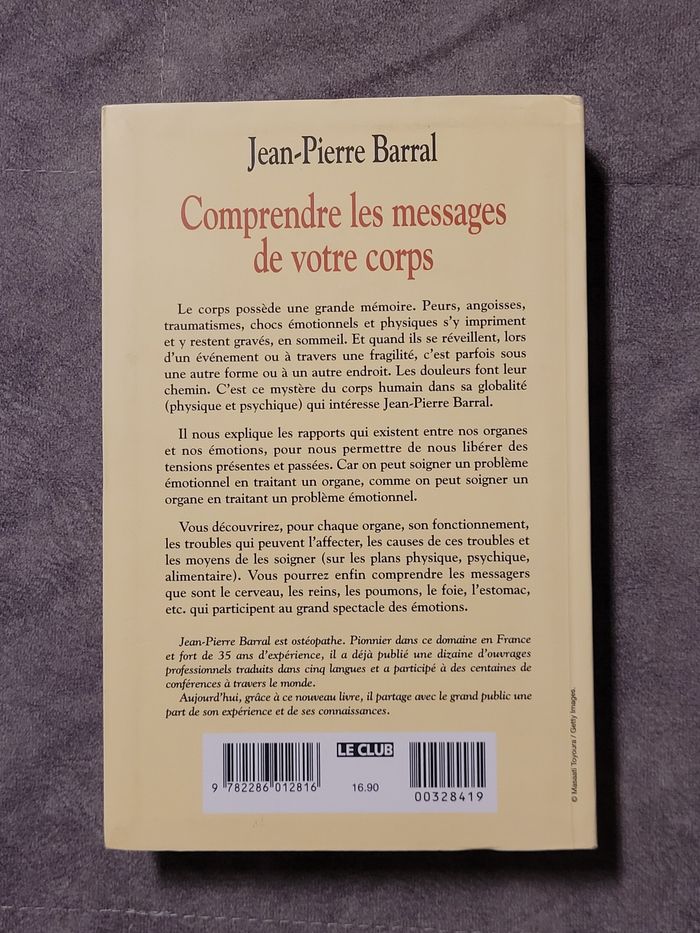 Jean-Pierre Barral
Comprendre les messages
de votre corps
Le corps possède une grande mémoire. Peurs, angoisses,
traumatismes, chocs émotionnels et physiques s'y impriment
et y restent gravés, en sommeil. Et quand ils se réveillent, lors
d'un événement ou à travers une fragilité, c'est parfois sous
une autre forme ou à un autre endroit. Les douleurs font leur
chemin. C'est ce mystère du corps humain dans sa globalité
(physique et psychique) qui intéresse Jean-Pierre Barral.
Il nous explique les rapports qui existent entre nos organes
et nos émotions, pour nous permettre de nous libérer des
tensions présentes et passées. Car on peut soigner un problème
émotionnel en traitant un organe, comme on peut soigner un
organe en traitant un problème émotionnel.
Vous découvrirez, pour chaque organe, son fonctionnement,
les troubles qui peuvent l'affecter, les causes de ces troubles et
les moyens de les soigner (sur les plans physique, psychique,
alimentaire). Vous pourrez enfin comprendre les messagers
que sont le cerveau, les reins, les poumons, le foie, l'estomac,
etc. qui participent au grand spectacle des émotions.
Jean-Pierre Barral est ostéopathe. Pionnier dans ce domaine en France
et fort de 35 ans d'expérience, il a déjà publié une dizaine d'ouvrages
professionnels traduits dans cinq langues et a participé à des centaines de
conférences à travers le monde.
Aujourd'hui, grâce à ce nouveau livre, il partage avec le grand public une
part de son expérience et de ses connaissances.
© Masaati Toyoura / Getty Images.
LE CLUB
9 782286 012816
16.90
00328419